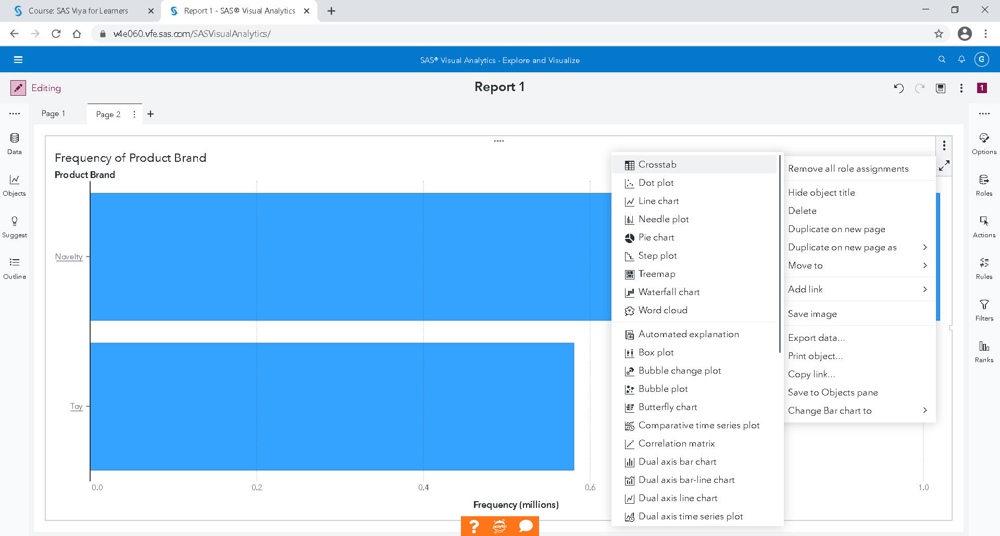 Course: SAS Viya for Learners
Report 1 - SAS® Visual Analytics
v4e060.vfe.sas.com/SASVisualAnalytics/
SAS® Visual Analytics - Explore and Visualize
G
Editing
Report 1
1
Page 1
Page 2
Data
Objects
Suggest
Outline
Frequency of Product Brand
Product Brand
Novelty
Toy
0.0
0.2
0.4
0.6
1.0
Frequency (millions)
Crosstab
Dot plot
Line chart
Needle plot
Pie chart
Step plot
Treemap
Waterfall chart
Word cloud
Automated explanation
Box plot
Bubble change plot
Bubble plot
Butterfly chart
Comparative time series plot
Correlation matrix
Dual axis bar chart
Dual axis bar-line chart
Dual axis line chart
Dual axis time series plot
Remove all role assignments
Hide object title
Delete
Duplicate on new page
Duplicate on new page as
Move to
Add link
Save image
Export data...
Print object...
Copy link...
Save to Objects pane
Change Bar chart to
Options
Roles
Actions
Rules
Filters
Ranks
?
jupyter